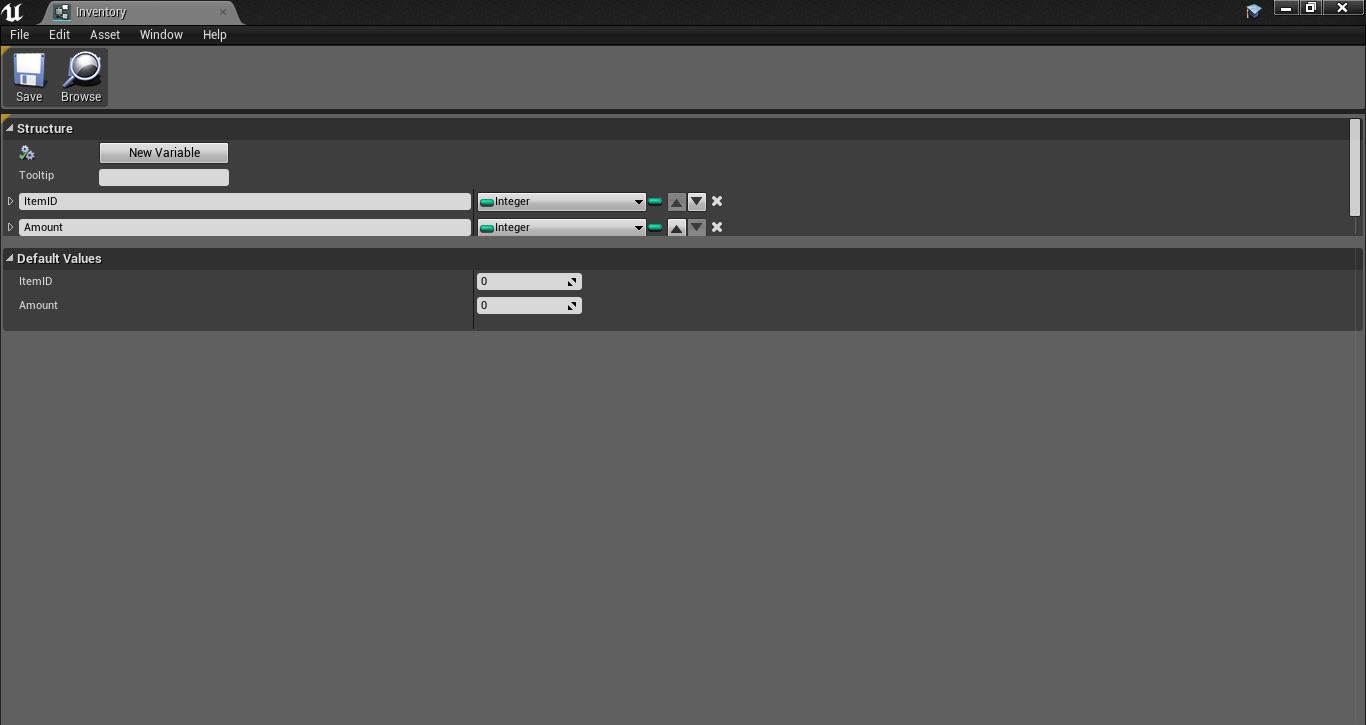 Inventory
File Edit Asset Window Help
Save Browse
Structure
New Variable
Tooltip
ItemID Integer
Amount Integer
Default Values
ItemID 0
Amount 0